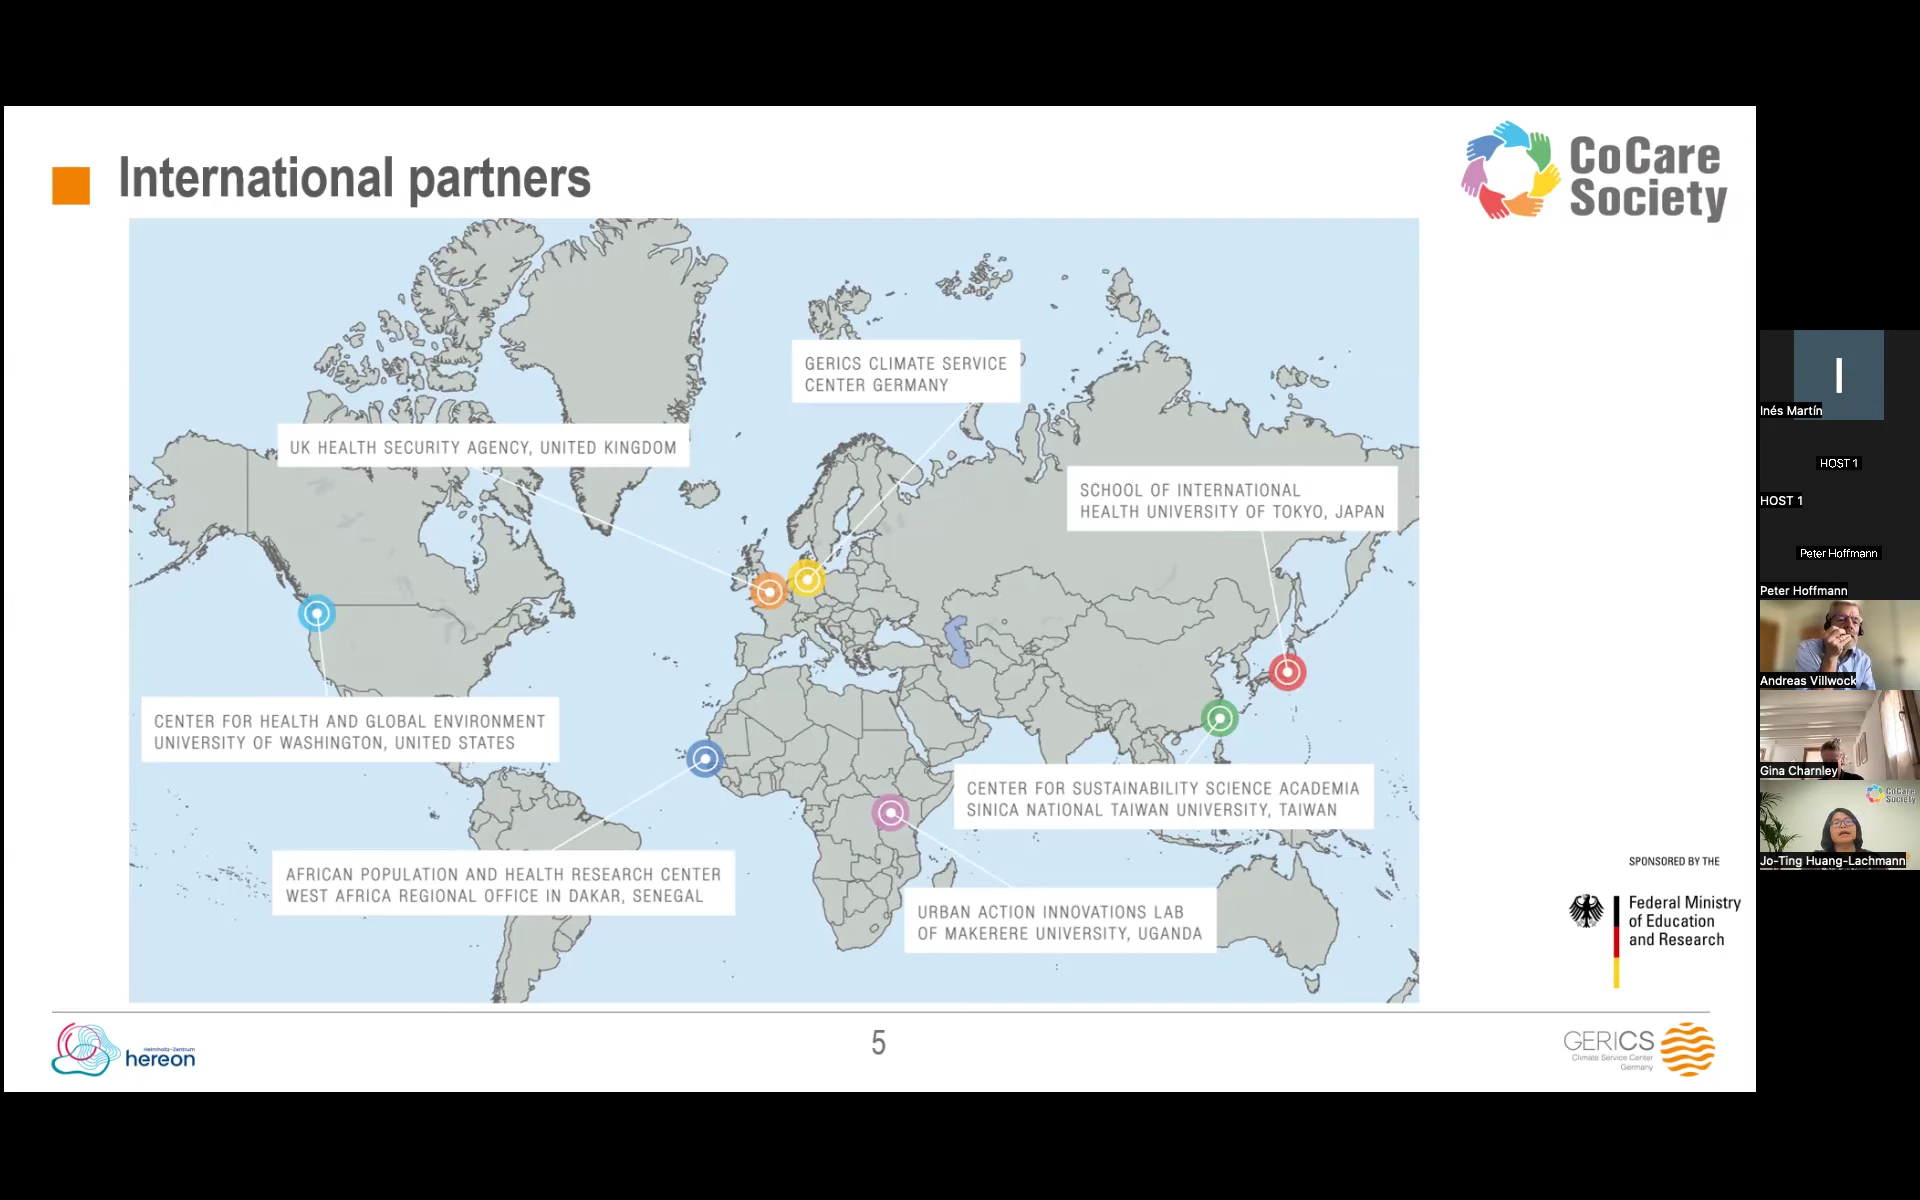 International partners
CoCare
Society
GERICS CLIMATE SERVICE
CENTER GERMANY
UK HEALTH SECURITY AGENCY, UNITED KINGDOM
SCHOOL OF INTERNATIONAL
HEALTH UNIVERSITY OF TOKYO, JAPAN
CENTER FOR HEALTH AND GLOBAL ENVIRONMENT
UNIVERSITY OF WASHINGTON, UNITED STATES
CENTER FOR SUSTAINABILITY SCIENCE ACADEMIA
SINICA NATIONAL TAIWAN UNIVERSITY, TAIWAN
AFRICAN POPULATION AND HEALTH RESEARCH CENTER
WEST AFRICA REGIONAL OFFICE IN DAKAR, SENEGAL
URBAN ACTION INNOVATIONS LAB
OF MAKERERE UNIVERSITY, UGANDA
SPONSORED BY THE
Federal Ministry
of Education
and Research
Helmholtz-Zentrum
hereon
5
GERICS
Climate Service Center
Germany
I
Inés Martín
HOST 1
HOST 1
Peter Hoffmann
Peter Hoffmann
Andreas Villwock
Gina Charnley
CoCare
Society
Jo-Ting Huang-Lachmann